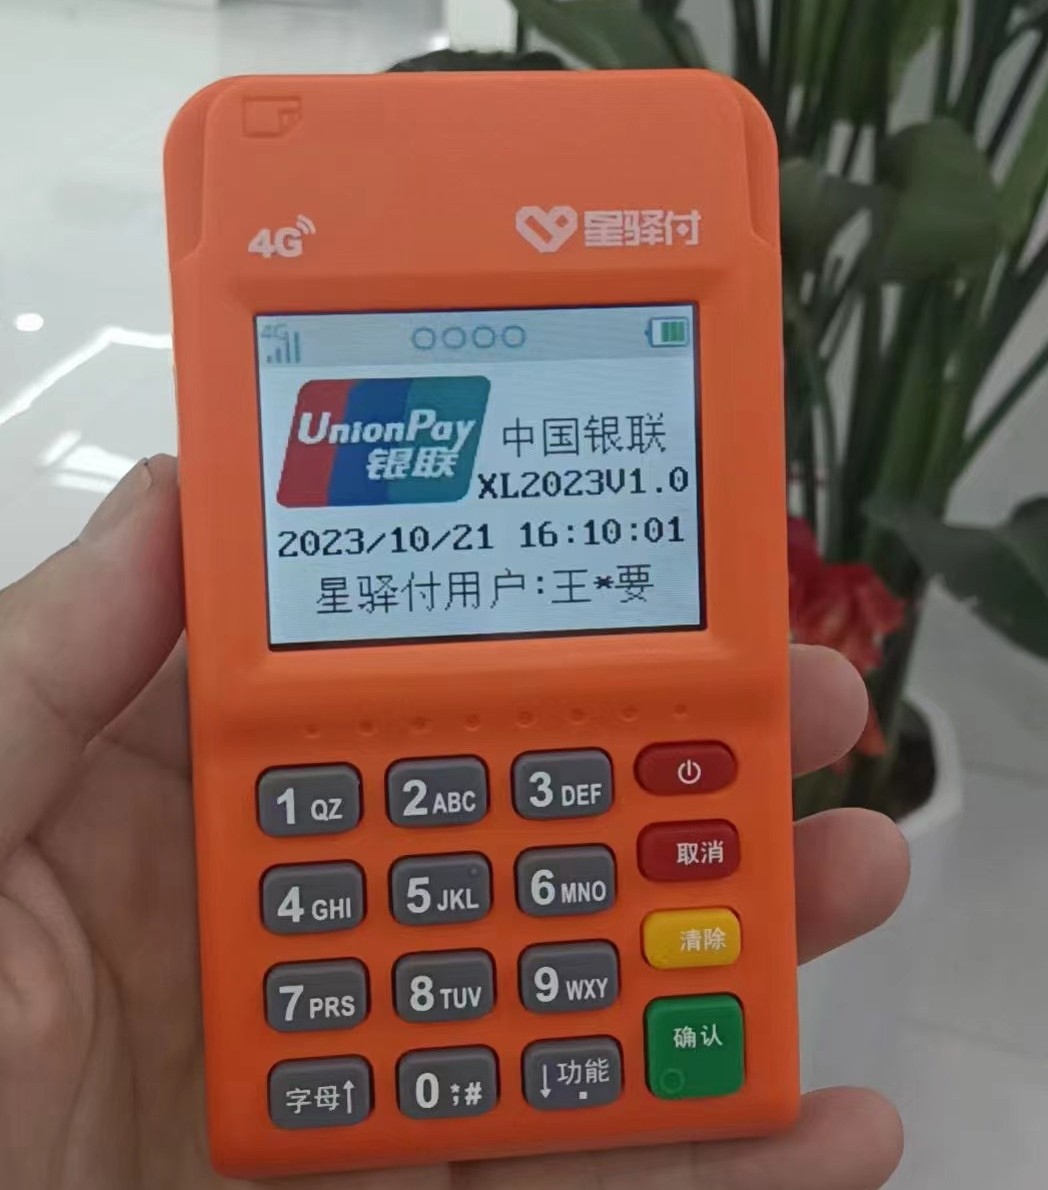 4G
星驿付
4G
UnionPay
银联
中国银联
XL2023V1.0
2023/10/21 16:10:01
星驿付用户:王*要
1 QZ
2 ABC
3 DEF
4 GHI
5 JKL
6 MNO
取消
7 PRS
8 TUV
9 WXY
清除
字母↑
0 *;#
↓功能.
确认